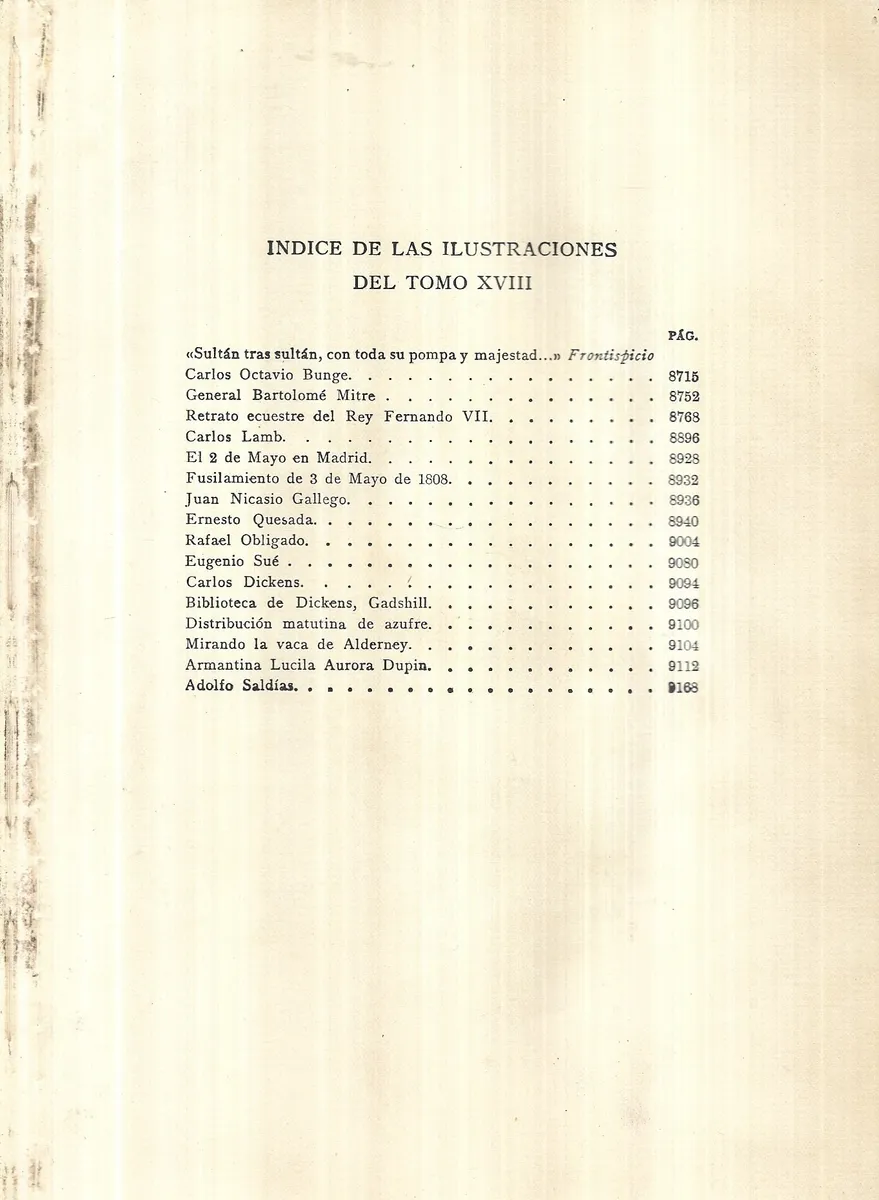 INDICE DE LAS ILUSTRACIONES
DEL TOMO XVIII
PÁG.
«Sultán tras sultán, con toda su pompa y majestad...» Frontispicio
Carlos Octavio Bunge. . . . . . . . . . . . . . . . 8715
General Bartolomé Mitre . . . . . . . . . . . . . . 8752
Retrato ecuestre del Rey Fernando VII. . . . . . . . . 8768
Carlos Lamb. . . . . . . . . . . . . . . . . . . 8896
El 2 de Mayo en Madrid. . . . . . . . . . . . . . . 8928
Fusilamiento de 3 de Mayo de 1808. . . . . . . . . . . 8932
Juan Nicasio Gallego. . . . . . . . . . . . . . . . 8936
Ernesto Quesada. . . . . . . . . . . . . . . . . . 8940
Rafael Obligado. . . . . . . . . . . . . . . . . . 9004
Eugenio Sué . . . . . . . . . . . . . . . . . . . 9080
Carlos Dickens. . . . . . . . . . . . . . . . . . 9094
Biblioteca de Dickens, Gadshill. . . . . . . . . . . . 9096
Distribución matutina de azufre. . . . . . . . . . . . 9100
Mirando la vaca de Alderney. . . . . . . . . . . . . 9104
Armantina Lucila Aurora Dupin. . . . . . . . . . . . 9112
Adolfo Saldías. . . . . . . . . . . . . . . . . . . 9168